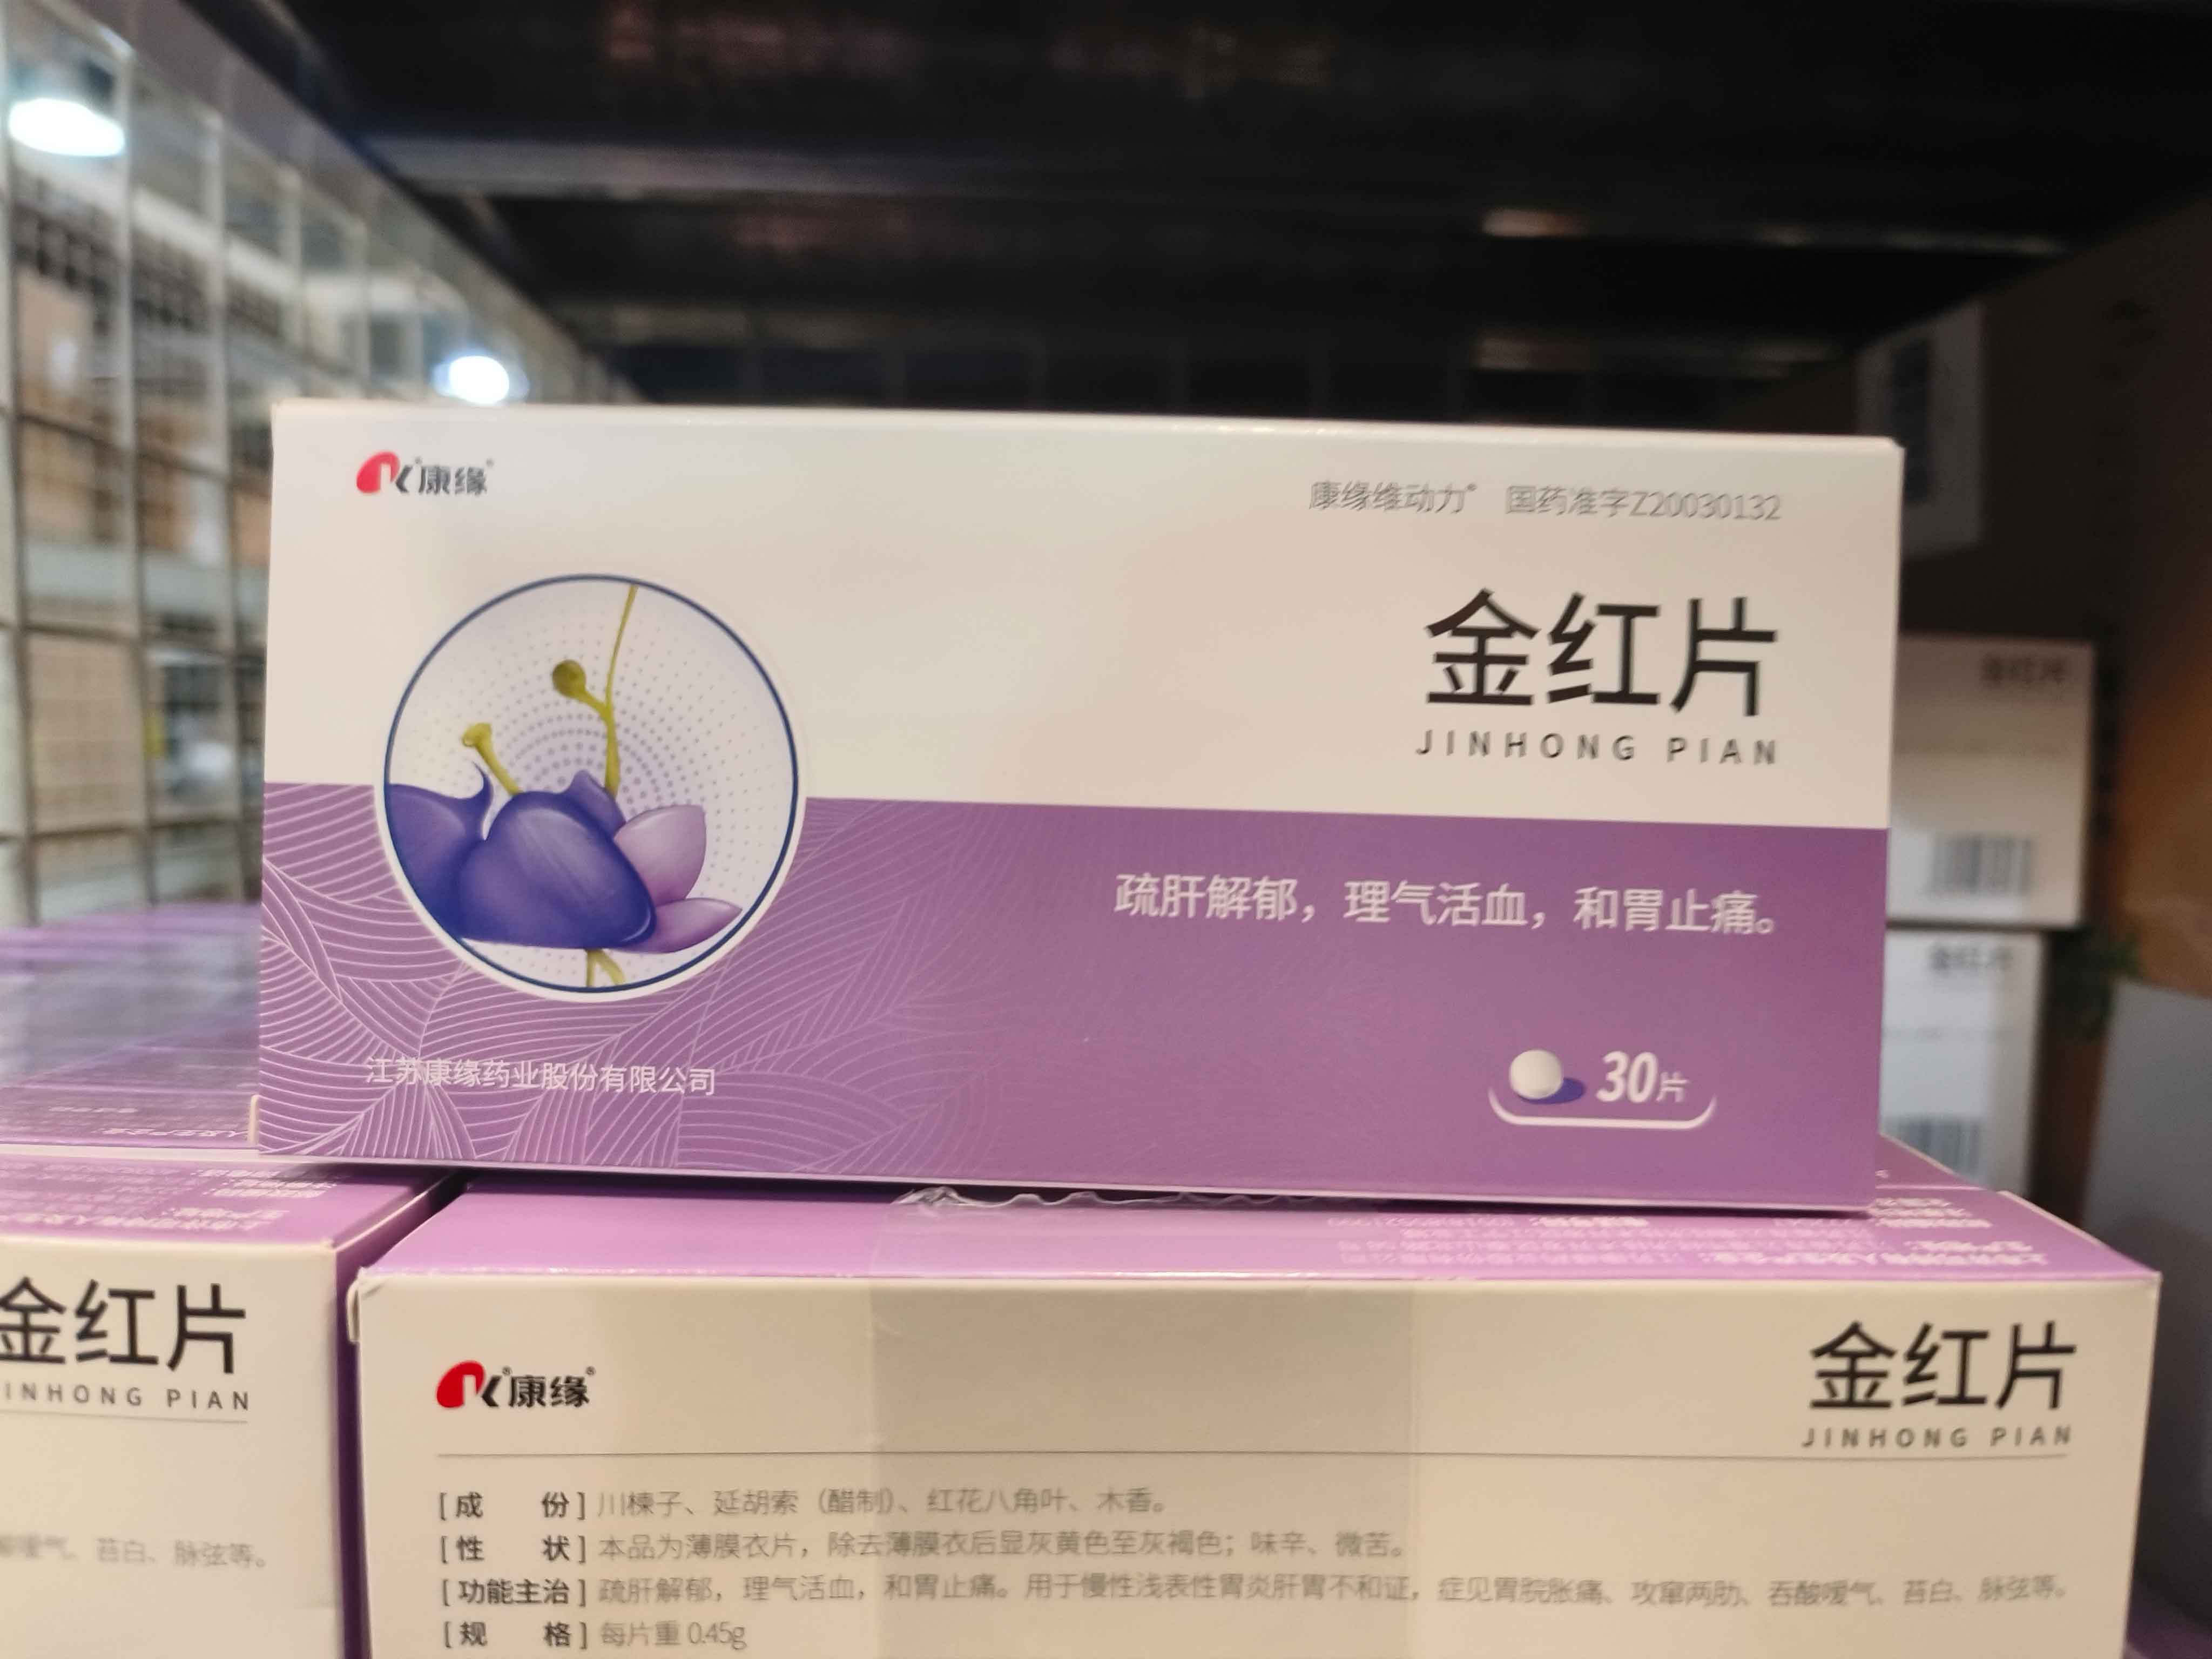 康缘
康缘维动力® 国药准字Z20030132
金红片
JINHONG PIAN
疏肝解郁，理气活血，和胃止痛。
30片
江苏康缘药业股份有限公司
金红片
INHONG PIAN
嗳气、苔白、脉弦等。
康缘®
金红片
JINHONG PIAN
[成 份] 川楝子、延胡索（醋制）、红花八角叶、木香。
[性 状] 本品为薄膜衣片，除去薄膜衣后显灰黄色至灰褐色；味辛、微苦。
[功能主治] 疏肝解郁，理气活血，和胃止痛。用于慢性浅表性胃炎肝胃不和证，症见胃脘胀痛、攻窜两肋、吞酸嗳气、苔白、脉弦等。
[规 格] 每片重 0.45g
金红片
金红片